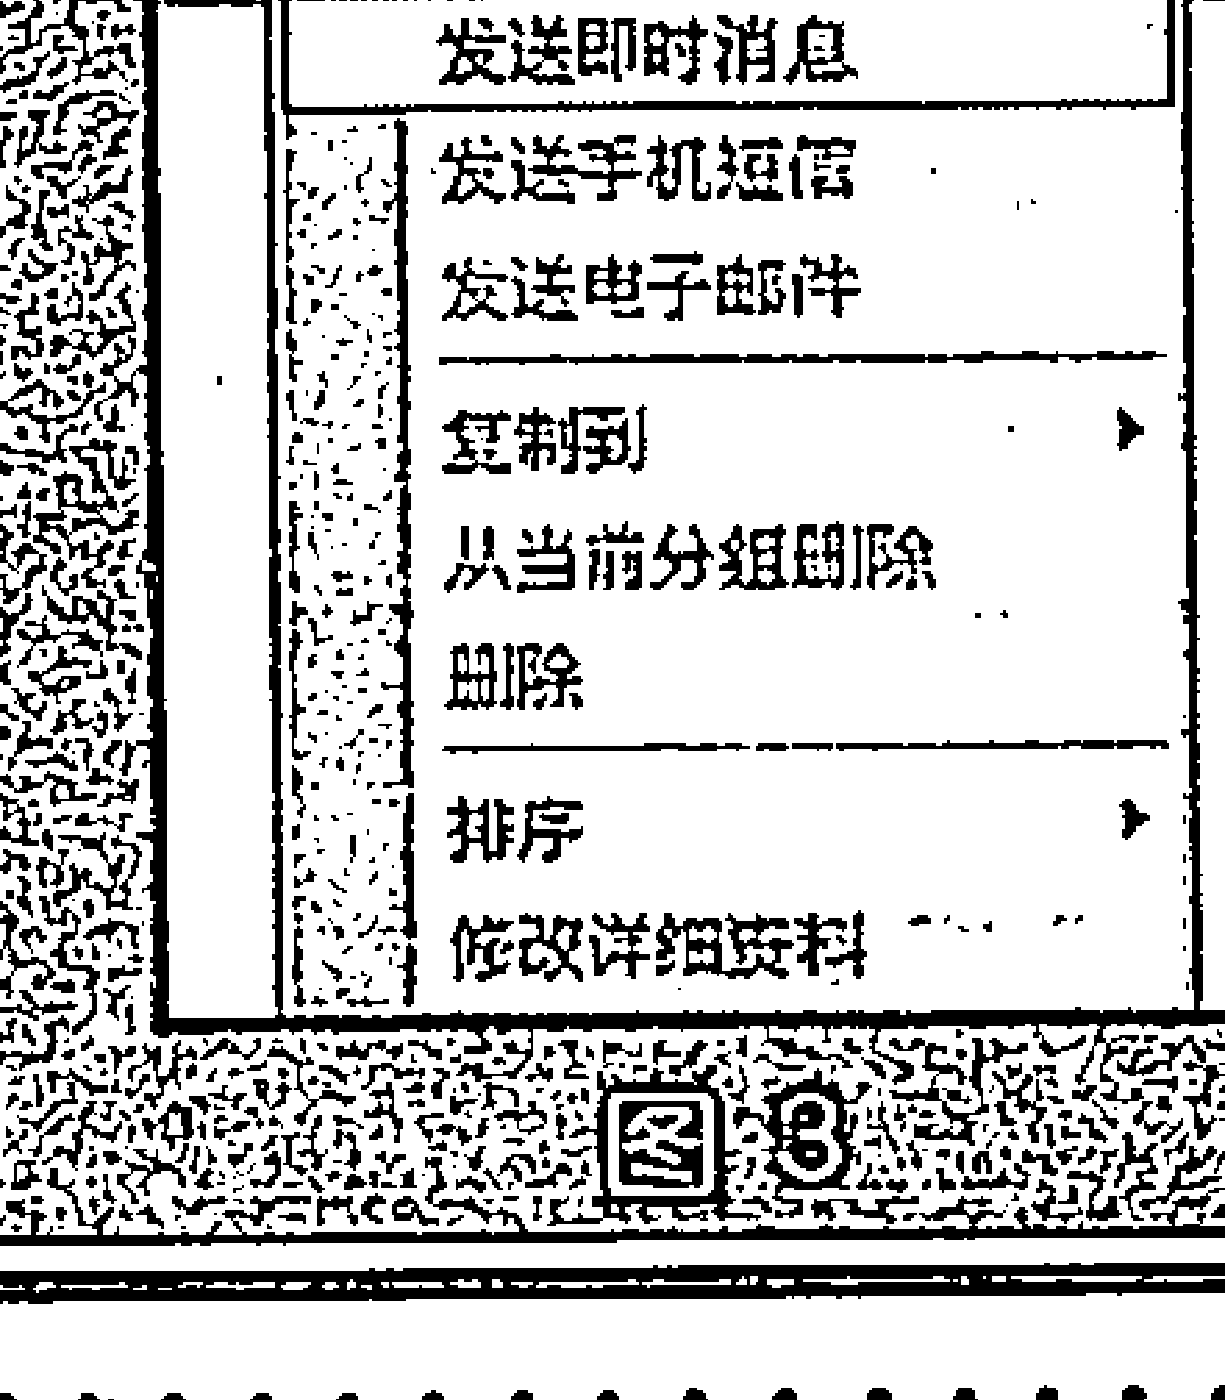 发送即时消息
发送手机短信
发送电子邮件
复制到
从当前分组删除
删除
排序
修改详细资料
图 8